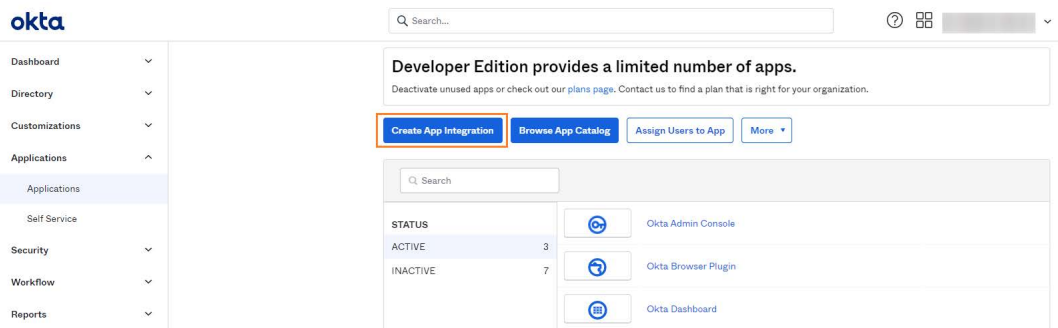 okta
Search...
Dashboard
Directory
Customizations
Applications
Applications
Self Service
Security
Workflow
Reports
Developer Edition provides a limited number of apps.
Deactivate unused apps or check out our plans page. Contact us to find a plan that is right for your organization.
Create App Integration
Browse App Catalog
Assign Users to App
More
Search
STATUS
ACTIVE 3
INACTIVE 7
Okta Admin Console
Okta Browser Plugin
Okta Dashboard